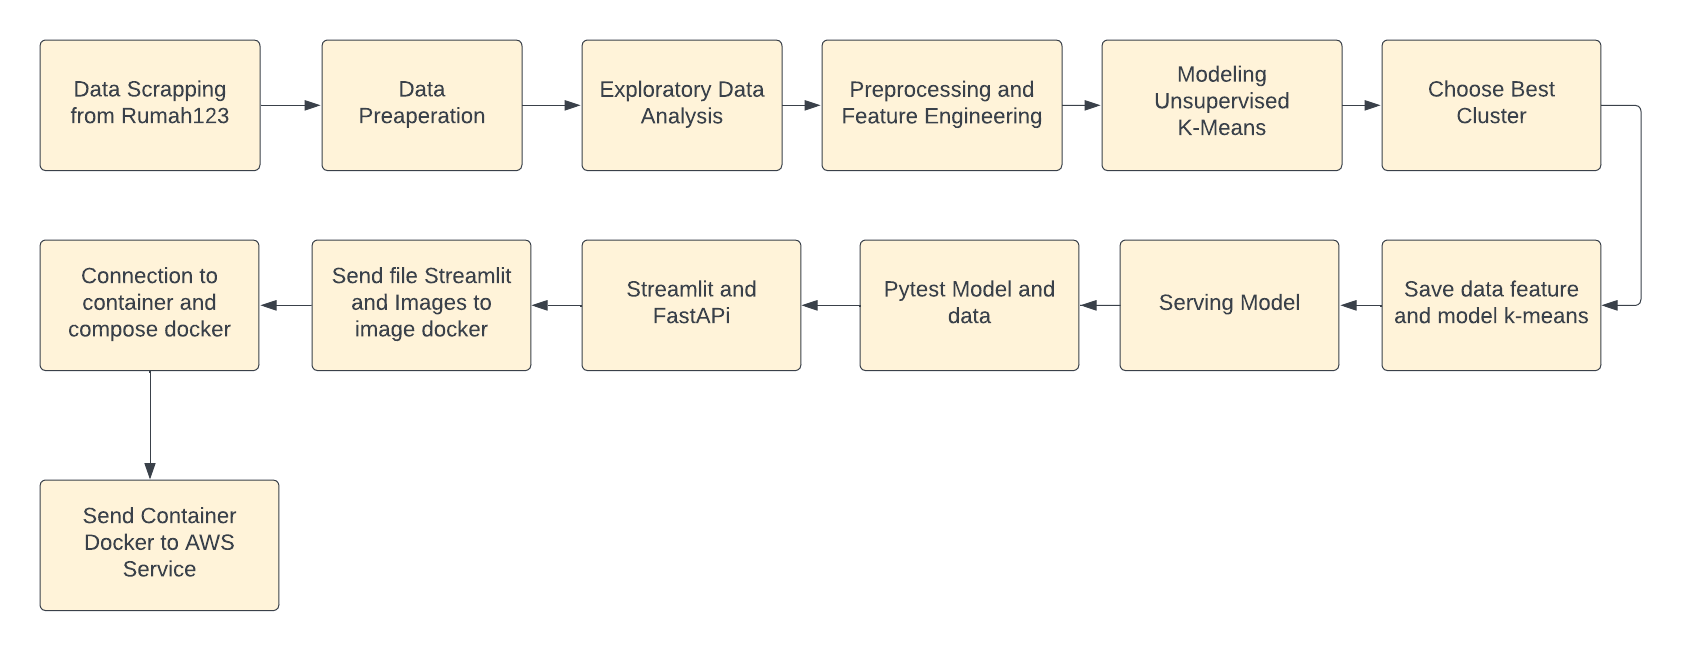 Data Scrapping
from Rumah123
Data
Preaperation
Exploratory Data
Analysis
Preprocessing and
Feature Engineering
Modeling
Unsupervised
K-Means
Choose Best
Cluster
Save data feature
and model k-means
Serving Model
Pytest Model and
data
Streamlit and
FastAPi
Send file Streamlit
and Images to
image docker
Connection to
container and
compose docker
Send Container
Docker to AWS
Service